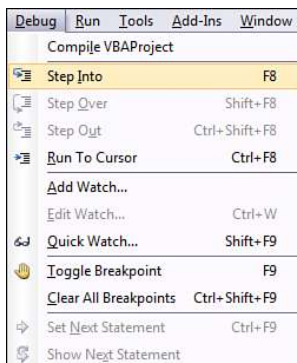 Debug Run Tools Add-Ins Window
Compile VBAProject
Step Into F8
Step Over Shift+F8
Step Out Ctrl+Shift+F8
Run To Cursor Ctrl+F8
Add Watch...
Edit Watch... Ctrl+W
Quick Watch... Shift+F9
Toggle Breakpoint F9
Clear All Breakpoints Ctrl+Shift+F9
Set Next Statement Ctrl+F9
Show Next Statement